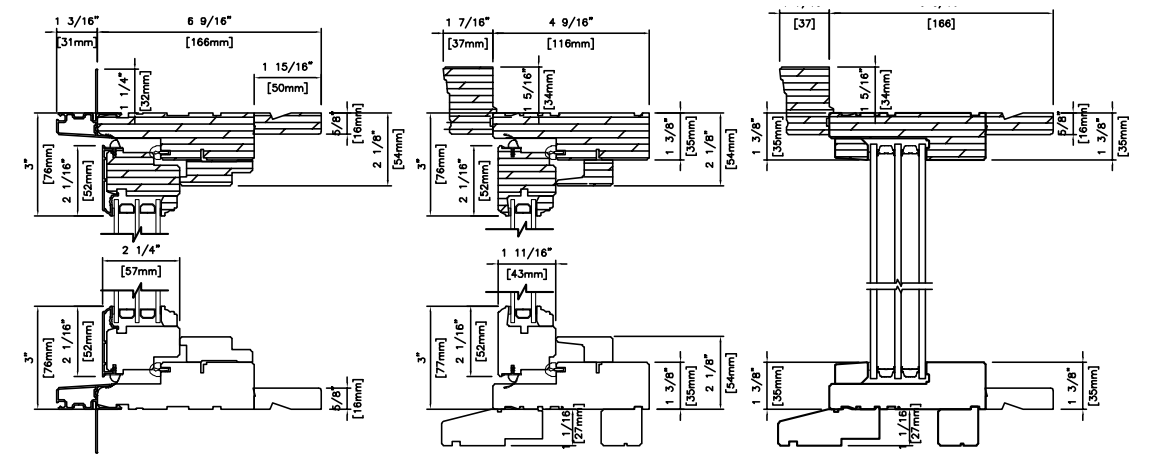 1 3/16"
[31mm]
6 9/16"
[166mm]
1 15/16"
[50mm]
1 1/4"
[32mm]
5/8"
[16mm]
2 1/8"
[54mm]
3"
[76mm]
2 1/16"
[52mm]
2 1/4"
[57mm]
3"
[76mm]
2 1/16"
[52mm]
5/8"
[16mm]
1 7/16"
[37mm]
4 9/16"
[116mm]
1 5/16"
[34mm]
3"
[76mm]
2 1/16"
[52mm]
1 3/8"
[35mm]
2 1/8"
[54mm]
1 11/16"
[43mm]
3"
[77mm]
2 1/16"
[52mm]
1 3/8"
[35mm]
2 1/8"
[54mm]
1 1/16"
[27mm]
[37]
[166]
1 5/16"
[34mm]
1 3/8"
[35mm]
5/8"
[16mm]
1 3/8"
[35mm]
1 3/8"
[35mm]
1 3/8"
[35mm]
1 1/16"
[27mm]